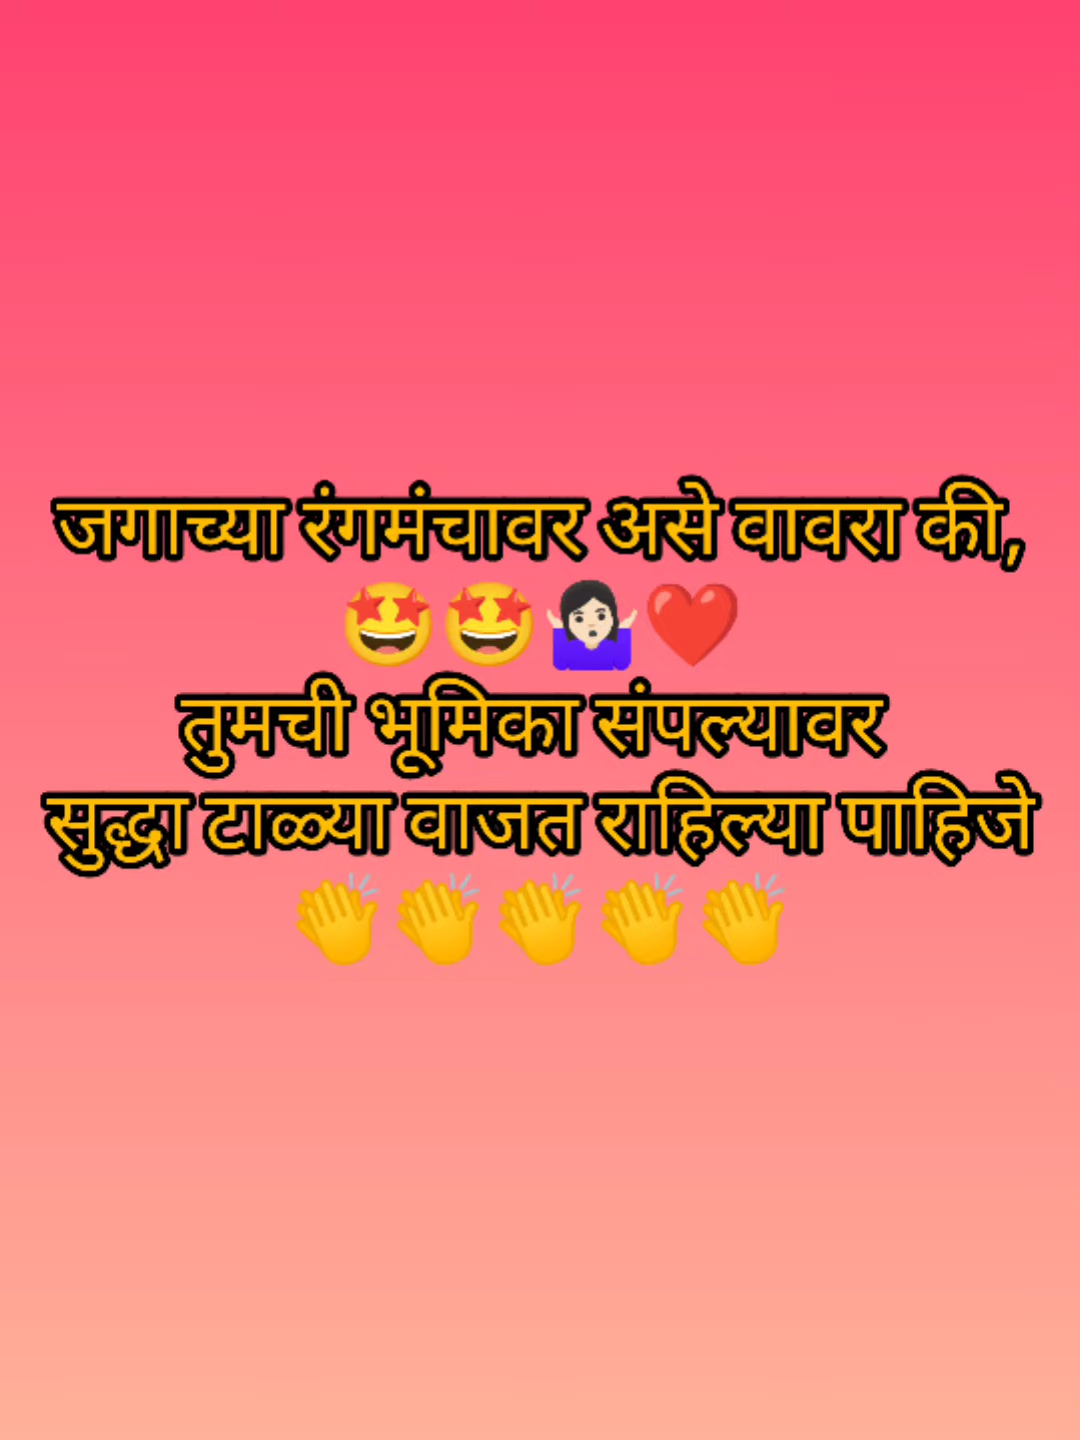 जगाच्या रंगमंचावर असे वावरा की,
🤩🤩🤷🏻‍♀️❤️
तुमची भूमिका संपल्यावर
सुद्धा टाळ्या वाजत राहिल्या पाहिजे
👏👏👏👏👏